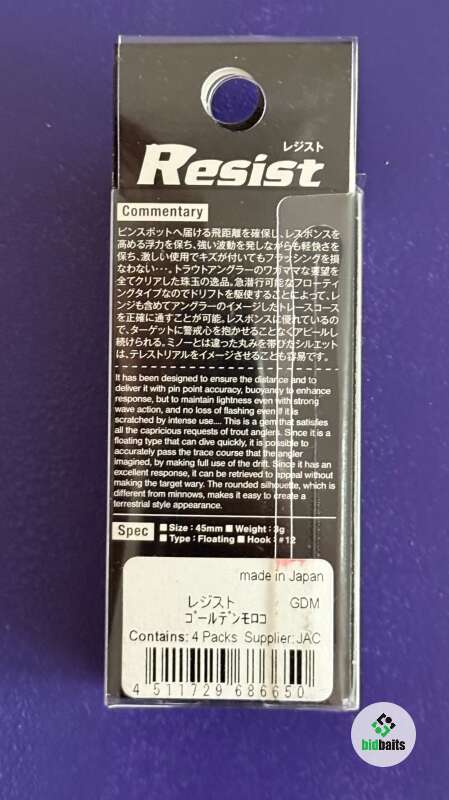 レジスト
Resist
Commentary
ピンスポットへ届ける飛距離を確保し、レスポンスを
高める浮力を保ち、強い波動を発しながらも軽快さを
保ち、激しい使用でキズが付いてもフラッシングを損
なわない･･･。トラウトアングラーのワガママな要望を
全てクリアした珠玉の逸品。急潜行可能なフローティ
ングタイプなのでドリフトを駆使することによって、レ
ンジも含めてアングラーのイメージしたトレースコース
を正確に通すことが可能。レスポンスに優れているの
で、ターゲットに警戒心を抱かせることなくアピールし
続けられる。ミノーとは違った丸みを帯びたシルエット
は、テレストリアルをイメージさせることも容易です。
It has been designed to ensure the distance and to
deliver it with pin point accuracy, buoyancy to enhance
response, but to maintain lightness even with strong
wave action, and no loss of flashing even if it is
scratched by intense use.... This is a gem that satisfies
all the capricious requests of trout anglers. Since it is a
floating type that can dive quickly, it is possible to
accurately pass the trace course that the angler
imagined, by making full use of the drift. Since it has an
excellent response, it can be retrieved to appeal without
making the target wary. The rounded silhouette, which is
different from minnows, makes it easy to create a
terrestrial style appearance.
Spec ■Size：45mm ■Weight：3g
■Type：Floating ■Hook：#12
made in Japan
レジスト GDM
ｺﾞｰﾙﾃﾞﾝﾓﾛｺ
Contains: 4 Packs Supplier:JAC
4 511729 686650
bidbaits